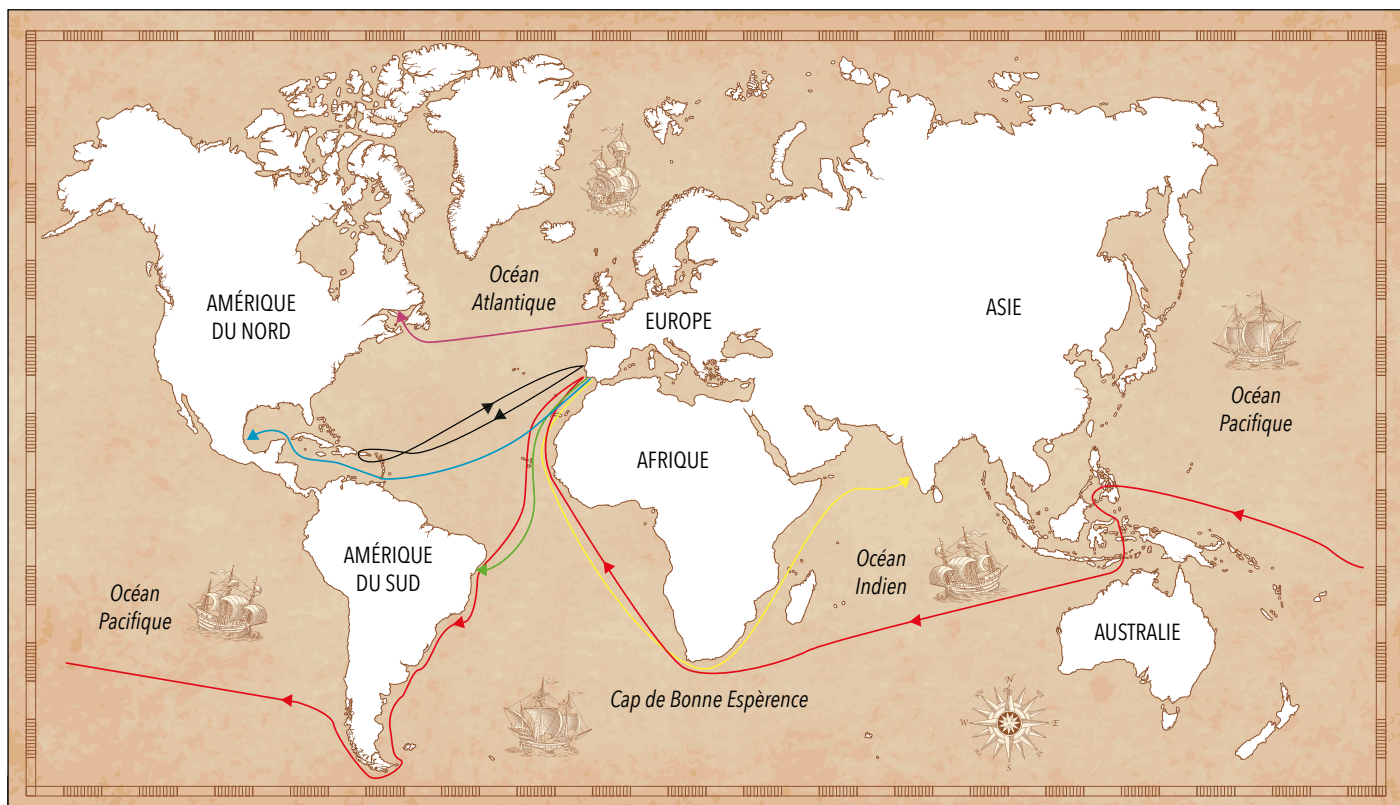 Océan
Atlantique
AMÉRIQUE
DU NORD
EUROPE
ASIE
Océan
Pacifique
AFRIQUE
AMÉRIQUE
DU SUD
Océan
Indien
Océan
Pacifique
AUSTRALIE
Cap de Bonne Espèrence
N
W
E
S